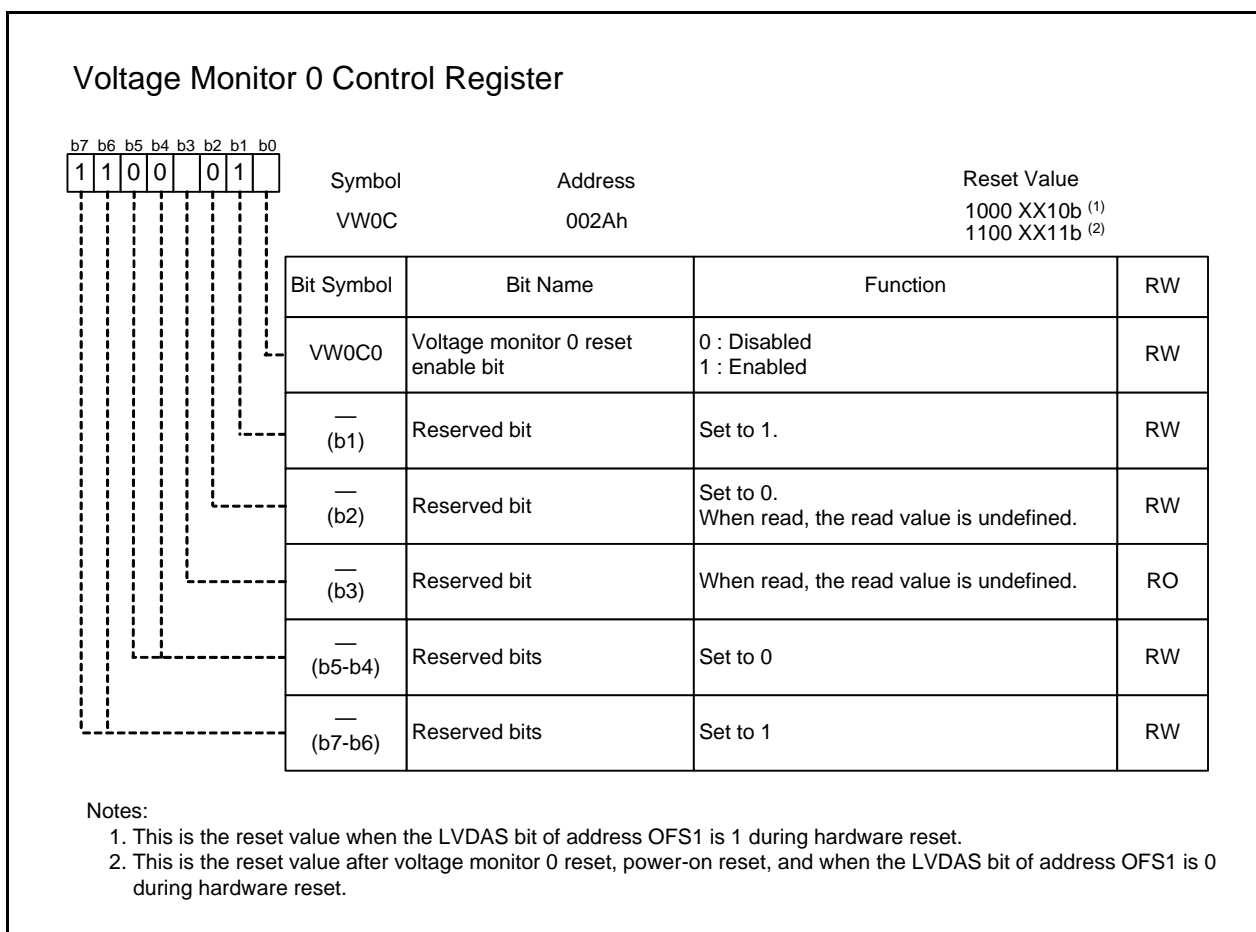 Voltage Monitor 0 Control Register
b7 b6 b5 b4 b3 b2 b1 b0
1 1 0 0 0 1
Symbol Address Reset Value
VW0C 002Ah 1000 XX10b (1)
1100 XX11b (2)
Bit Symbol Bit Name Function RW
VW0C0 Voltage monitor 0 reset enable bit 0 : Disabled
1 : Enabled RW
—
(b1) Reserved bit Set to 1. RW
—
(b2) Reserved bit Set to 0.
When read, the read value is undefined. RW
—
(b3) Reserved bit When read, the read value is undefined. RO
—
(b5-b4) Reserved bits Set to 0 RW
—
(b7-b6) Reserved bits Set to 1 RW
Notes:
1. This is the reset value when the LVDAS bit of address OFS1 is 1 during hardware reset.
2. This is the reset value after voltage monitor 0 reset, power-on reset, and when the LVDAS bit of address OFS1 is 0
during hardware reset.